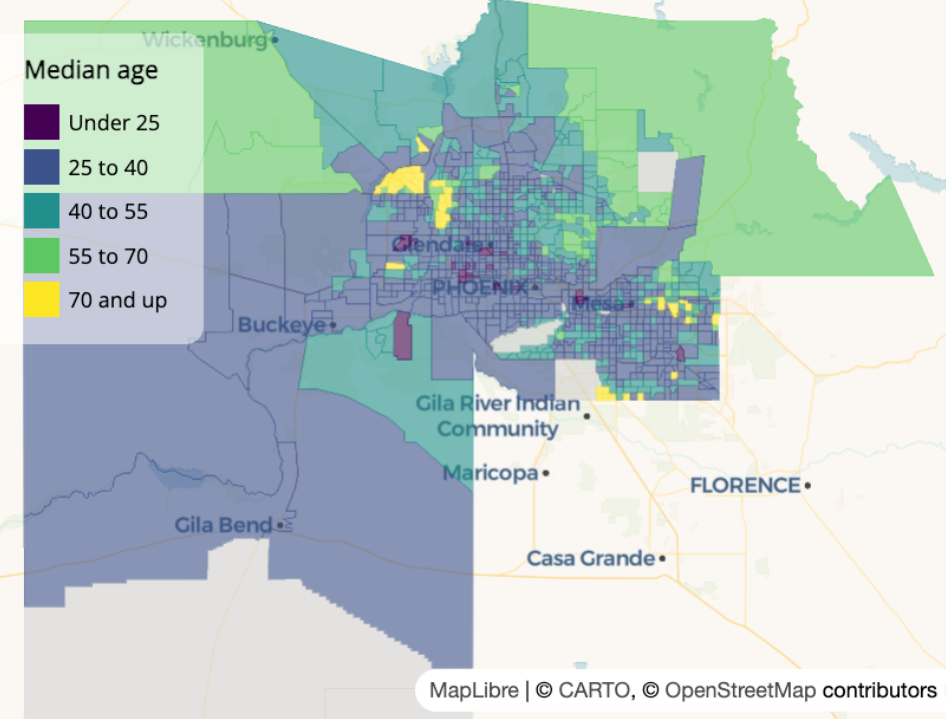 Wickenburg
Median age
Under 25
25 to 40
40 to 55
55 to 70
70 and up
Glendale
PHOENIX
Mesa
Buckeye
Gila River Indian
Community
Maricopa
FLORENCE
Gila Bend
Casa Grande
MapLibre | © CARTO, © OpenStreetMap contributors